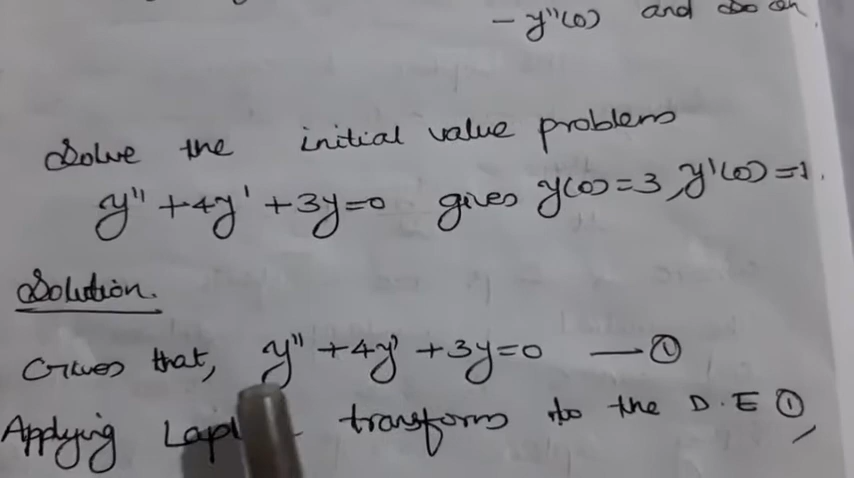 - y"(0) and so on
Solve the initial value problem
y" + 4y' + 3y = 0 given y(0) = 3, y'(0) = 1.
Solution.
Given that, y" + 4y' + 3y = 0 — ①
Applying transform to the D.E ①,